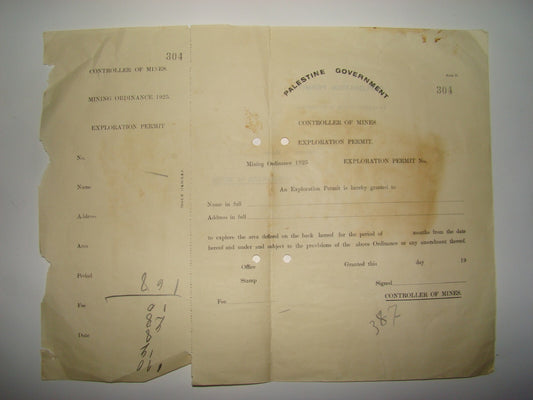 304
CONTROLLER OF MINES.
MINING ORDINANCE 1925.
EXPLORATION PERMIT
No.
Name
Address
Area
Period
Fee
Date
PALESTINE GOVERNMENT
304
CONTROLLER OF MINES.
EXPLORATION PERMIT.
Mining Ordinance 1925 EXPLORATION PERMIT No.
An Exploration Permit is hereby granted to
Name in full
Address in full
to explore the area defined on the back hereof for the period of months from the date
hereof and under and subject to the provisions of the above Ordinance or any amendment thereof.
Office Granted this day 19
Stamp Signed
Fee CONTROLLER OF MINES.
387